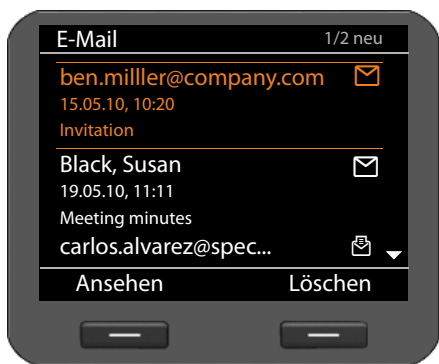 E-Mail 1/2 neu
ben.milller@company.com
15.05.10, 10:20
Invitation
Black, Susan
19.05.10, 11:11
Meeting minutes
carlos.alvarez@spec...
Ansehen Löschen